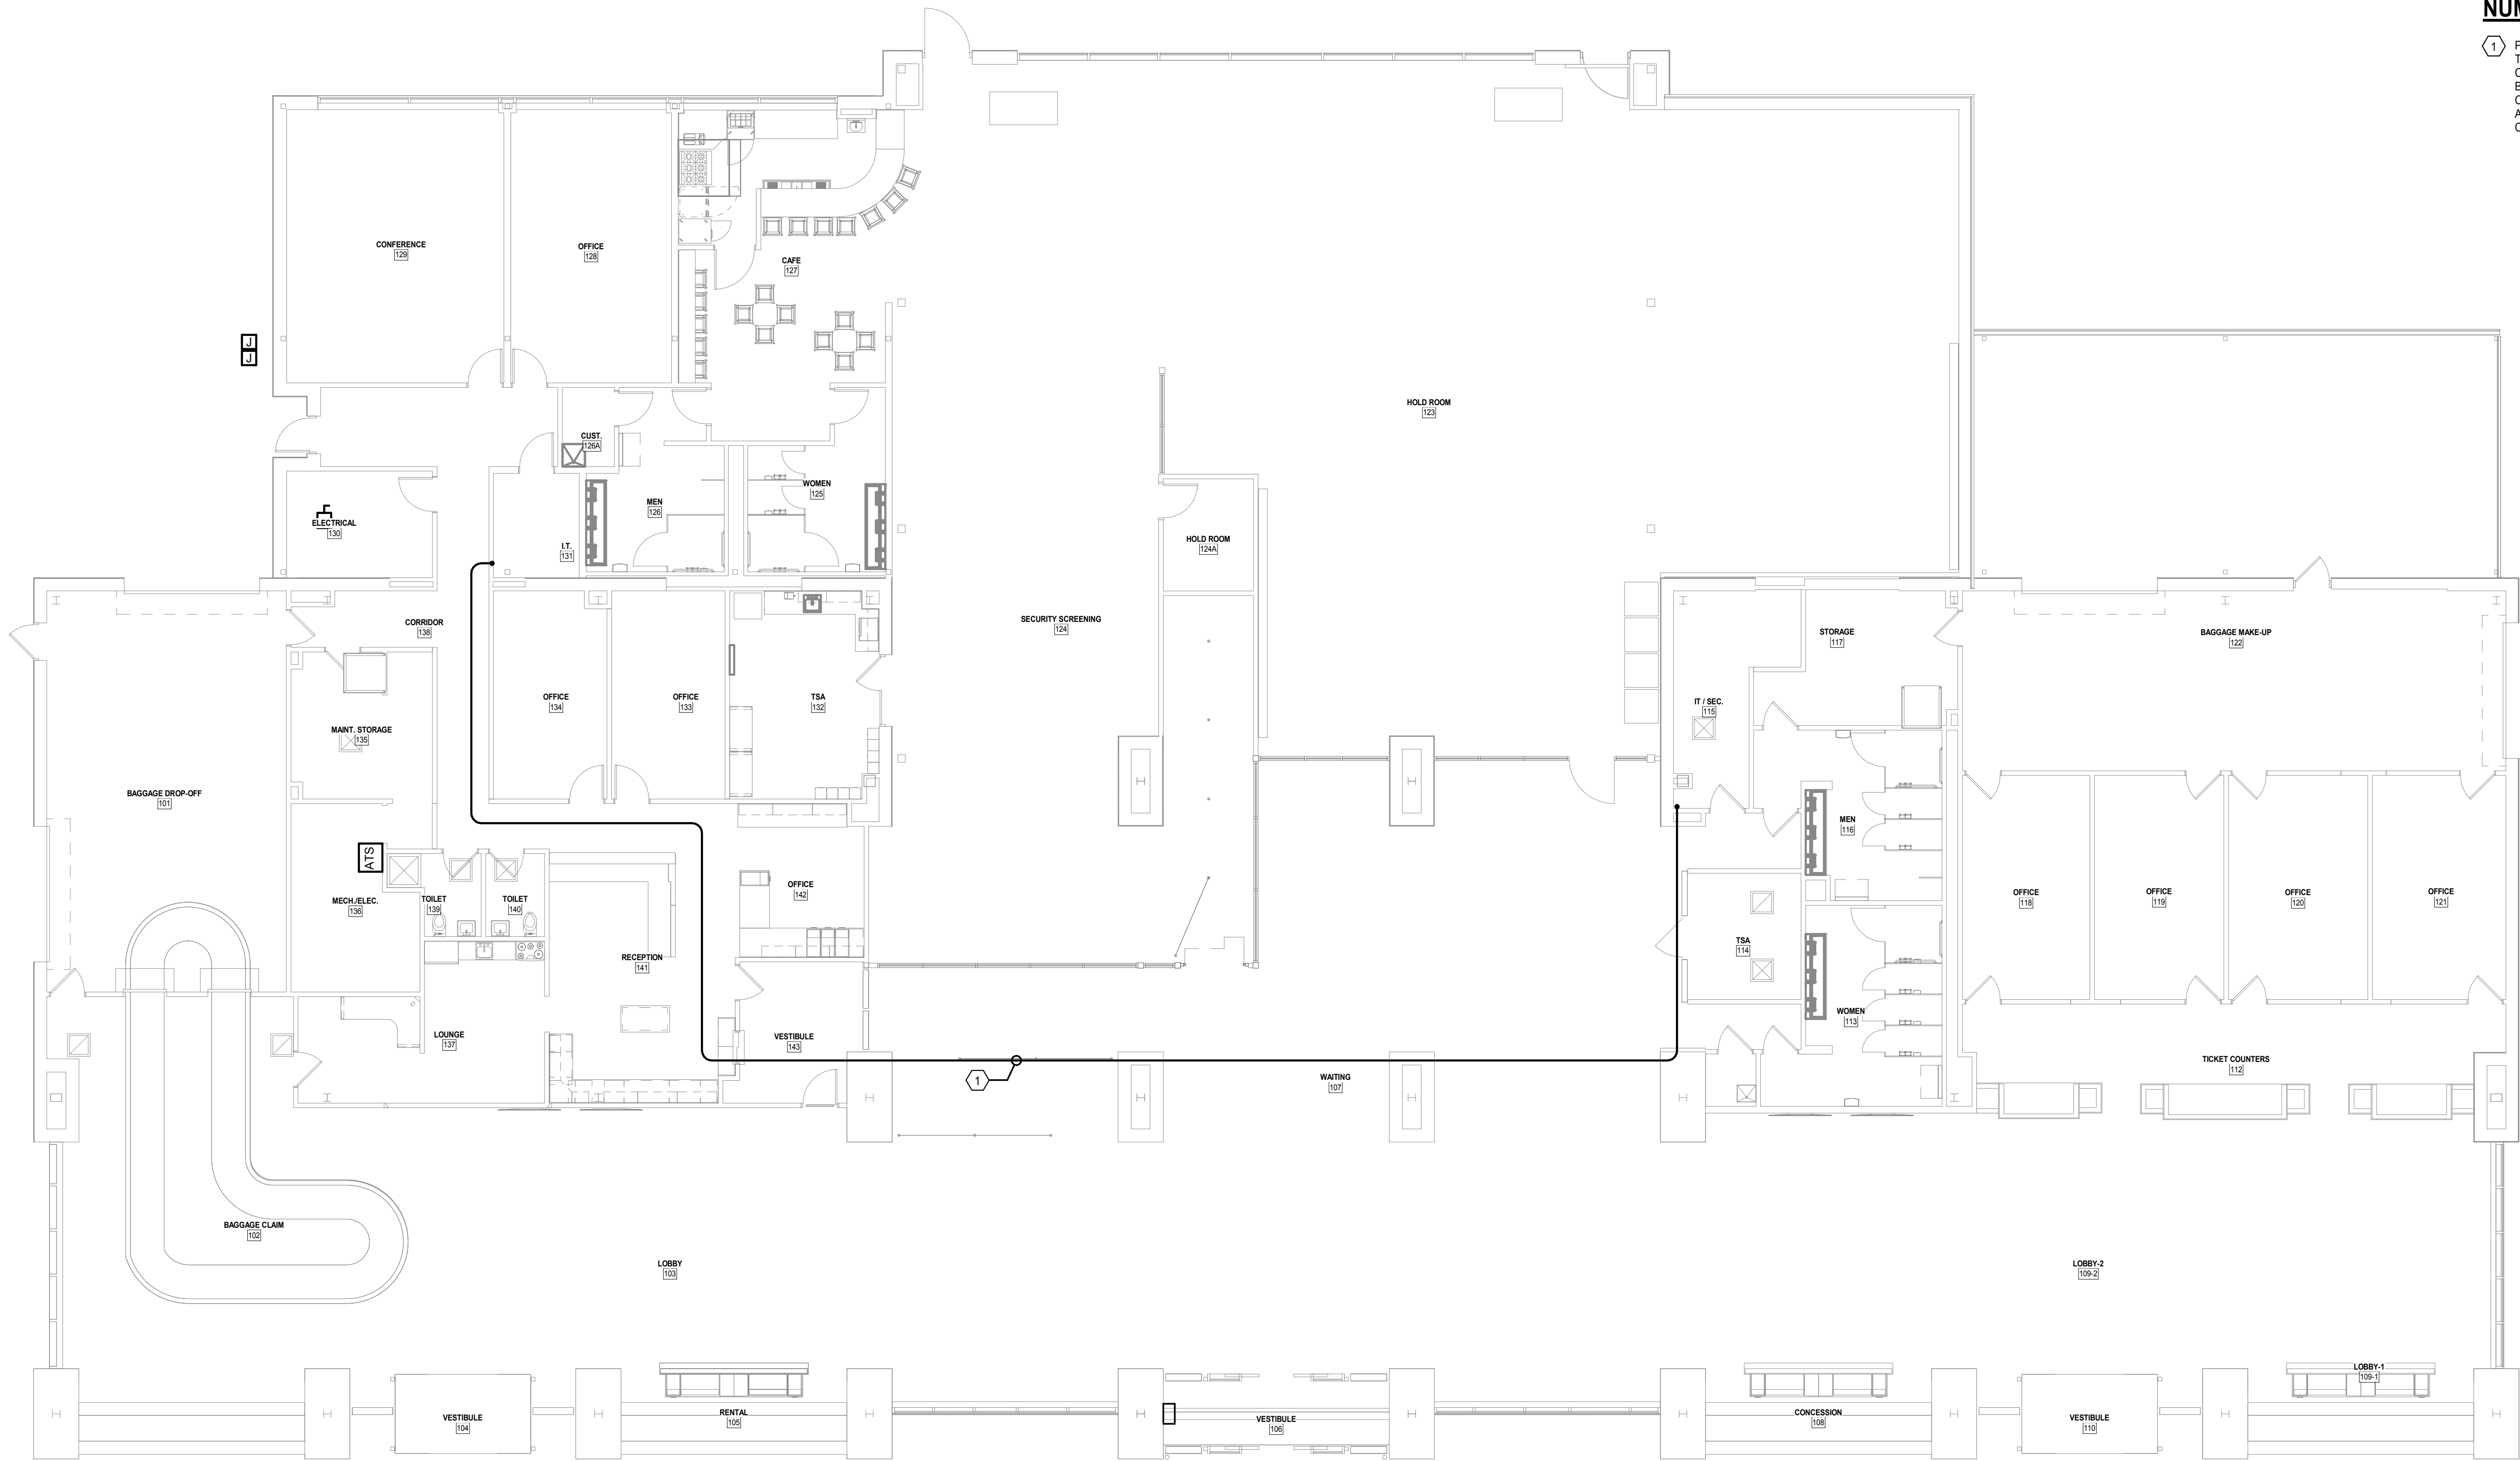 NUM
1
P
T
C
B
C
A
C
CONFERENCE
129
OFFICE
128
CAFE
127
J
J
HOLD ROOM
123
CUST.
126A
MEN
126
WOMEN
125
ELECTRICAL
130
I.T.
131
HOLD ROOM
124A
CORRIDOR
138
SECURITY SCREENING
124
STORAGE
117
BAGGAGE MAKE-UP
122
OFFICE
134
OFFICE
133
TSA
132
IT / SEC.
115
MAINT. STORAGE
135
BAGGAGE DROP-OFF
101
MEN
116
ATS
MECH./ELEC.
136
TOILET
139
TOILET
140
OFFICE
142
OFFICE
118
OFFICE
119
OFFICE
120
OFFICE
121
RECEPTION
141
TSA
114
LOUNGE
137
VESTIBULE
143
WOMEN
113
1
WAITING
107
TICKET COUNTERS
112
BAGGAGE CLAIM
102
LOBBY
103
LOBBY-2
109-2
LOBBY-1
109-1
VESTIBULE
104
RENTAL
105
VESTIBULE
106
CONCESSION
108
VESTIBULE
110